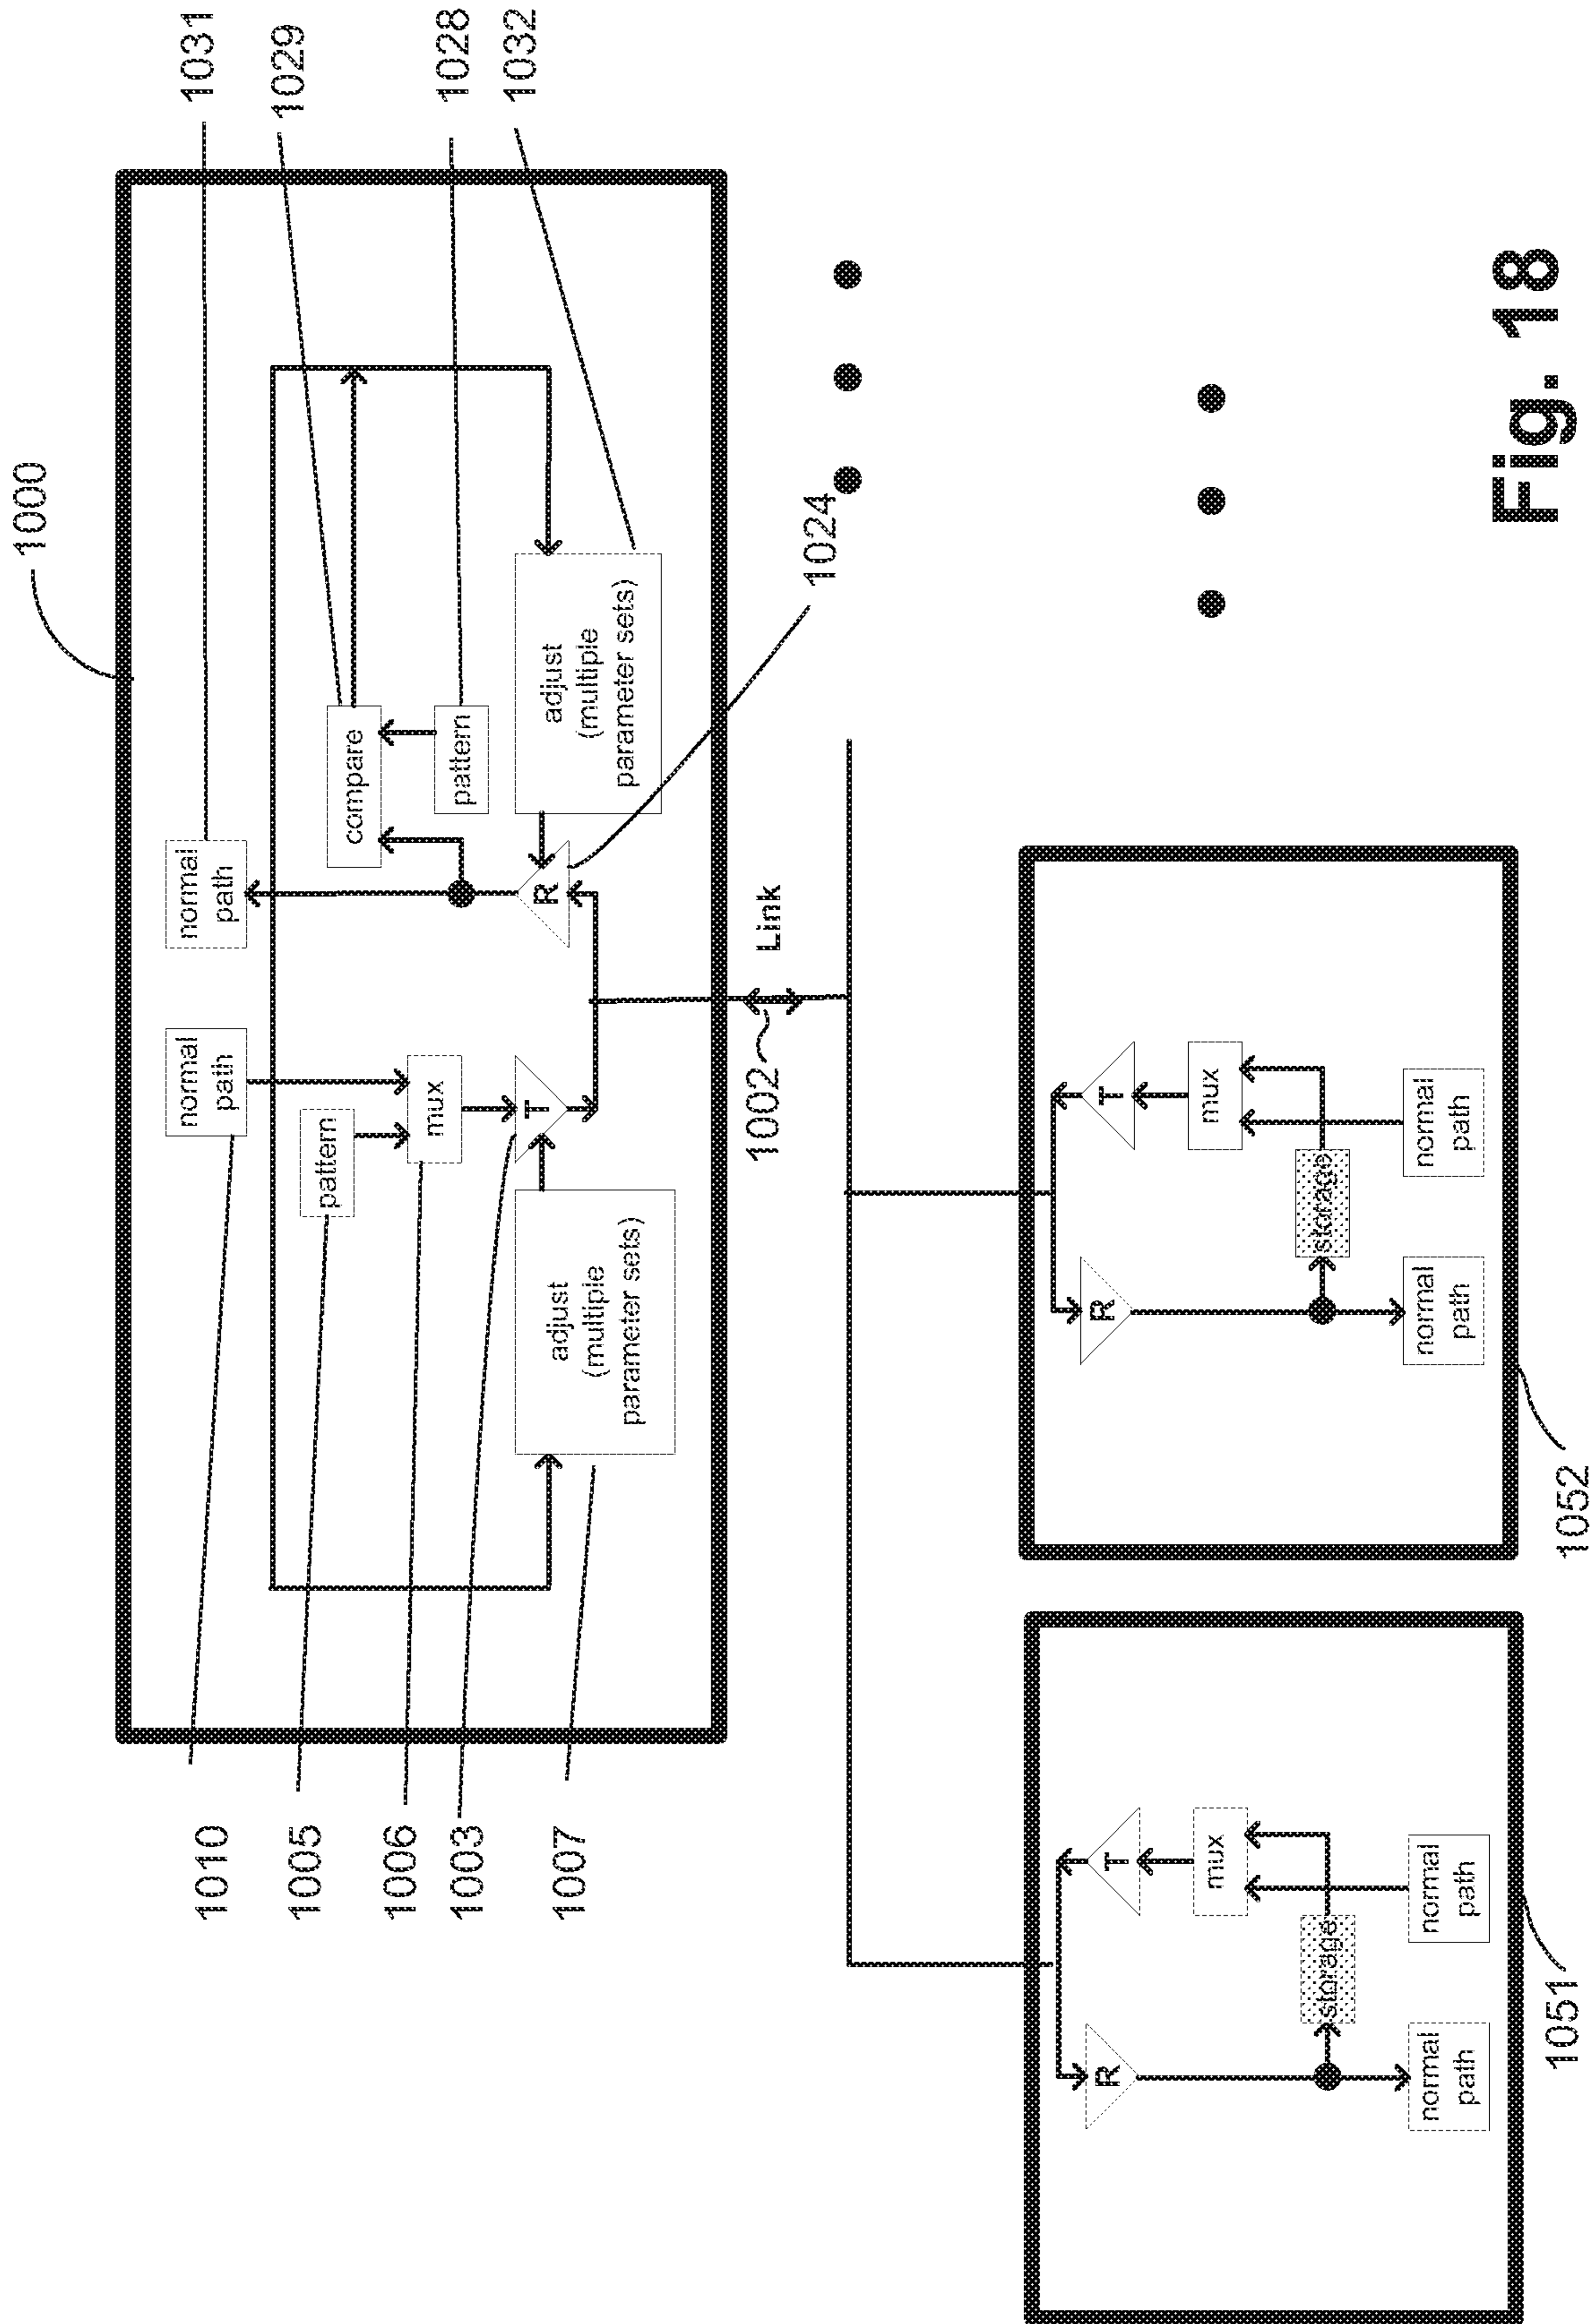 1000
1010
normal
path
normal
path
1031
1029
1005
pattern
compare
1006
mux
pattern
1028
1003
T
R
1032
1007
adjust
(multiple
parameter sets)
adjust
(multiple
parameter sets)
1002
Link
1024
R
T
R
T
mux
mux
storage
storage
normal
path
normal
path
normal
path
normal
path
1051
1052
Fig. 18